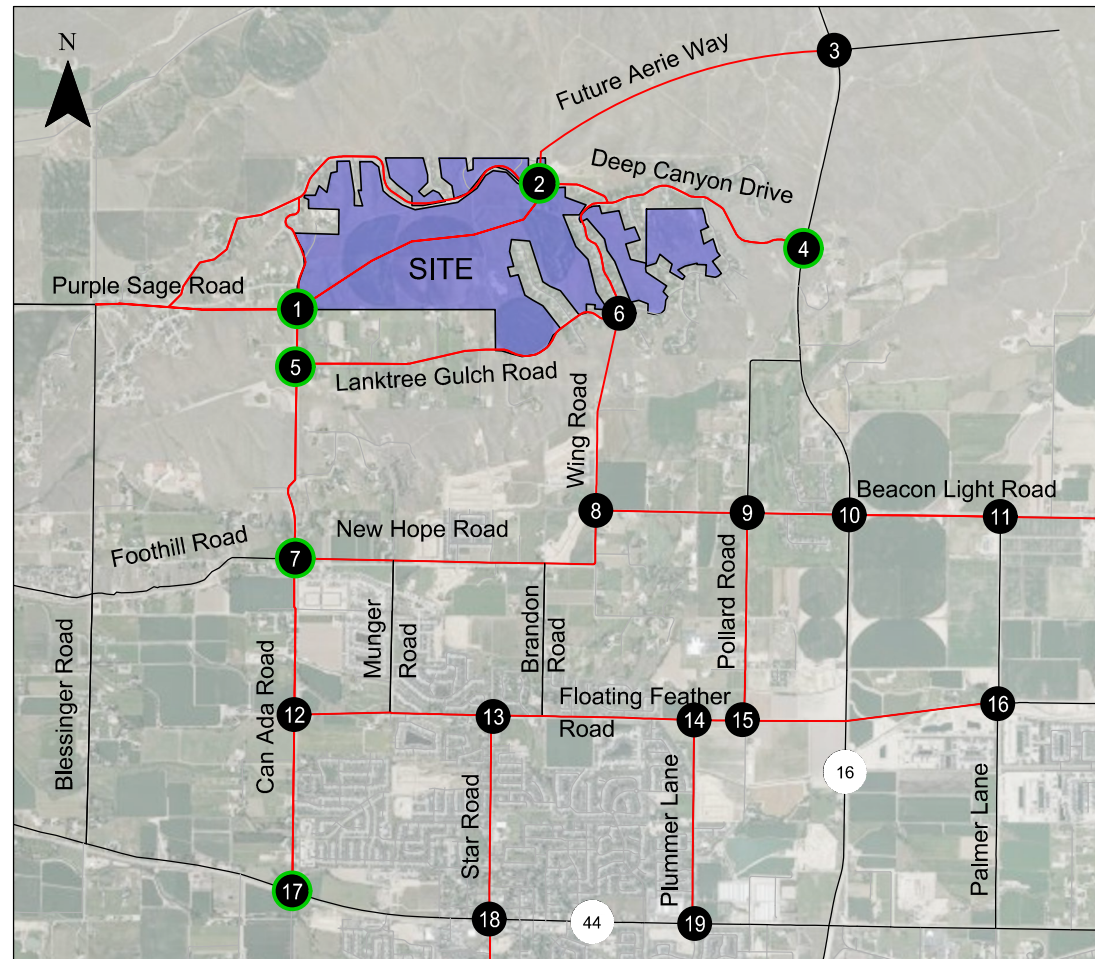 N
3
Future Aerie Way
2
Deep Canyon Drive
4
SITE
Purple Sage Road
1
6
5
Lanktree Gulch Road
Wing Road
8
9
10
Beacon Light Road
11
New Hope Road
Foothill Road
7
Munger
Road
Brandon
Road
Pollard Road
Blessinger Road
Can Ada Road
12
13
Floating Feather
Road
14
15
16
16
Star Road
Plummer Lane
Palmer Lane
17
18
44
19